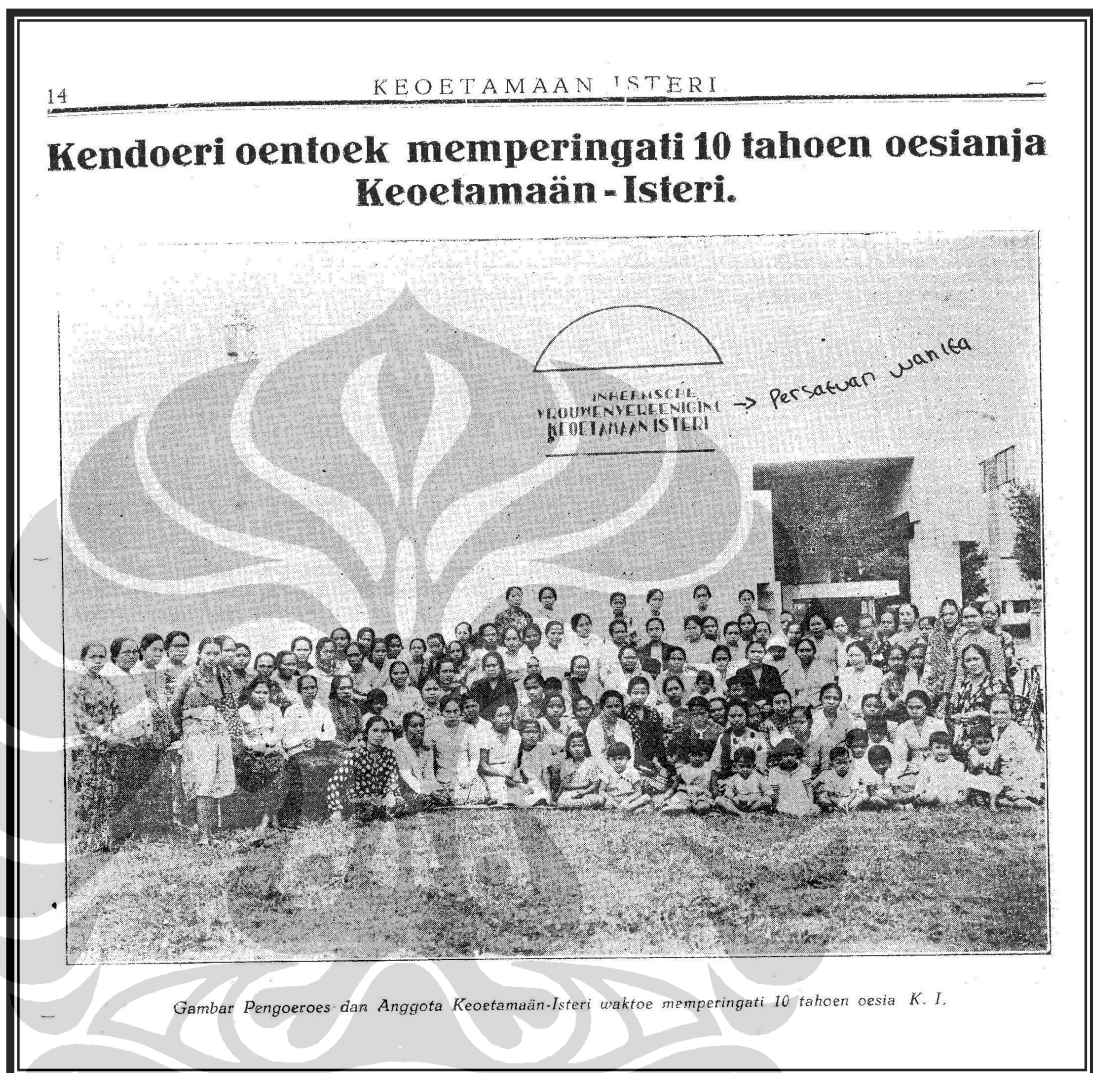 14
KEOETAMAAN ISTERI
Kendoeri oentoek memperingati 10 tahoen oesianja
Keoetamaän - Isteri.
INHEEMSCHE
VROUWENVEREENIGING
KEOETAMAAN ISTERI
→ Persatuan wanita
Gambar Pengoeroes dan Anggota Keoetamaän-Isteri waktoe memperingati 10 tahoen oesia K. I.